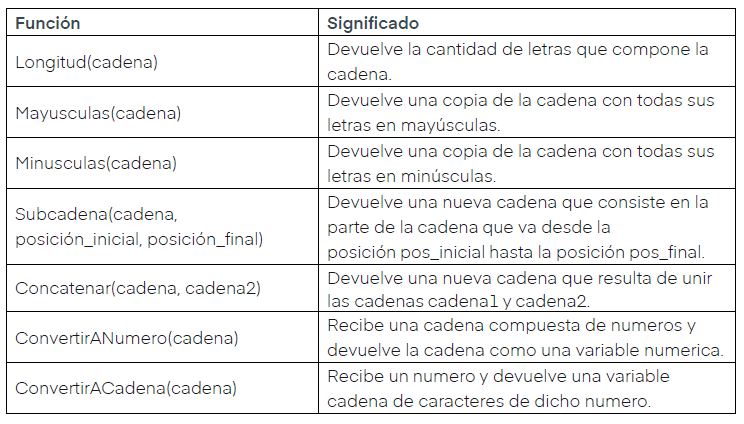 Función
Significado
Longitud(cadena)
Devuelve la cantidad de letras que compone la
cadena.
Mayusculas(cadena)
Devuelve una copia de la cadena con todas sus
letras en mayúsculas.
Minusculas(cadena)
Devuelve una copia de la cadena con todas sus
letras en minúsculas.
Subcadena(cadena,
posición_inicial, posición_final)
Devuelve una nueva cadena que consiste en la
parte de la cadena que va desde la
posición pos_inicial hasta la posición pos_final.
Concatenar(cadena, cadena2)
Devuelve una nueva cadena que resulta de unir
las cadenas cadena1 y cadena2.
ConvertirANumero(cadena)
Recibe una cadena compuesta de numeros y
devuelve la cadena como una variable numerica.
ConvertirACadena(cadena)
Recibe un numero y devuelve una variable
cadena de caracteres de dicho numero.